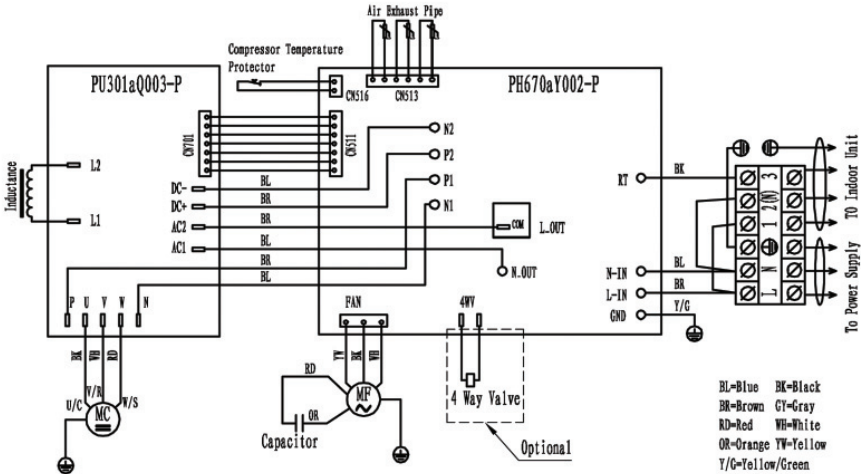 Air Exhaust Pipe
Compressor Temperature
Protector
PU301aQ003-P
CN516
CN513
PH670aY002-P
CN701
CN511
N2
P2
P1
N1
Inductance
L2
L1
DC-
DC+
AC2
AC1
BL
BR
BR
BL
BR
BL
COM
L_OUT
N.OUT
RT
BK
N-IN
BL
L-IN
BR
GND
Y/G
3
2(N)
1
N
L
TO Indoor Unit
To Power Supply
P U V W N
FAN
4WV
BK
WH
RD
YW
BK
WH
U/C
V/R
W/S
MC
RD
OR
MF
Capacitor
4 Way Valve
Optional
BL=Blue BK=Black
BR=Brown GY=Gray
RD=Red WH=White
OR=Orange YW=Yellow
Y/G=Yellow/Green